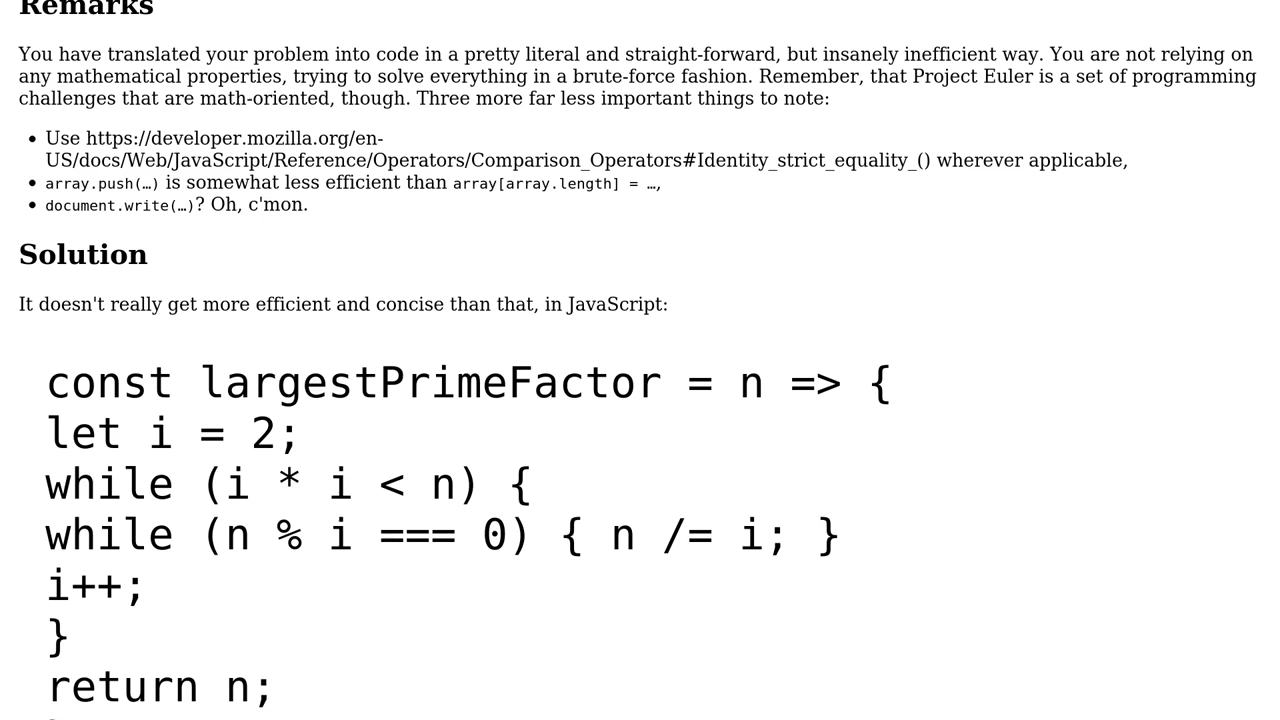 Remarks
You have translated your problem into code in a pretty literal and straight-forward, but insanely inefficient way. You are not relying on
any mathematical properties, trying to solve everything in a brute-force fashion. Remember, that Project Euler is a set of programming
challenges that are math-oriented, though. Three more far less important things to note:
• Use https://developer.mozilla.org/en-
US/docs/Web/JavaScript/Reference/Operators/Comparison_Operators#Identity_strict_equality_() wherever applicable,
• array.push(…) is somewhat less efficient than array[array.length] = …,
• document.write(…)? Oh, c'mon.
Solution
It doesn't really get more efficient and concise than that, in JavaScript:
const largestPrimeFactor = n => {
let i = 2;
while (i * i < n) {
while (n % i === 0) { n /= i; }
i++;
}
return n;